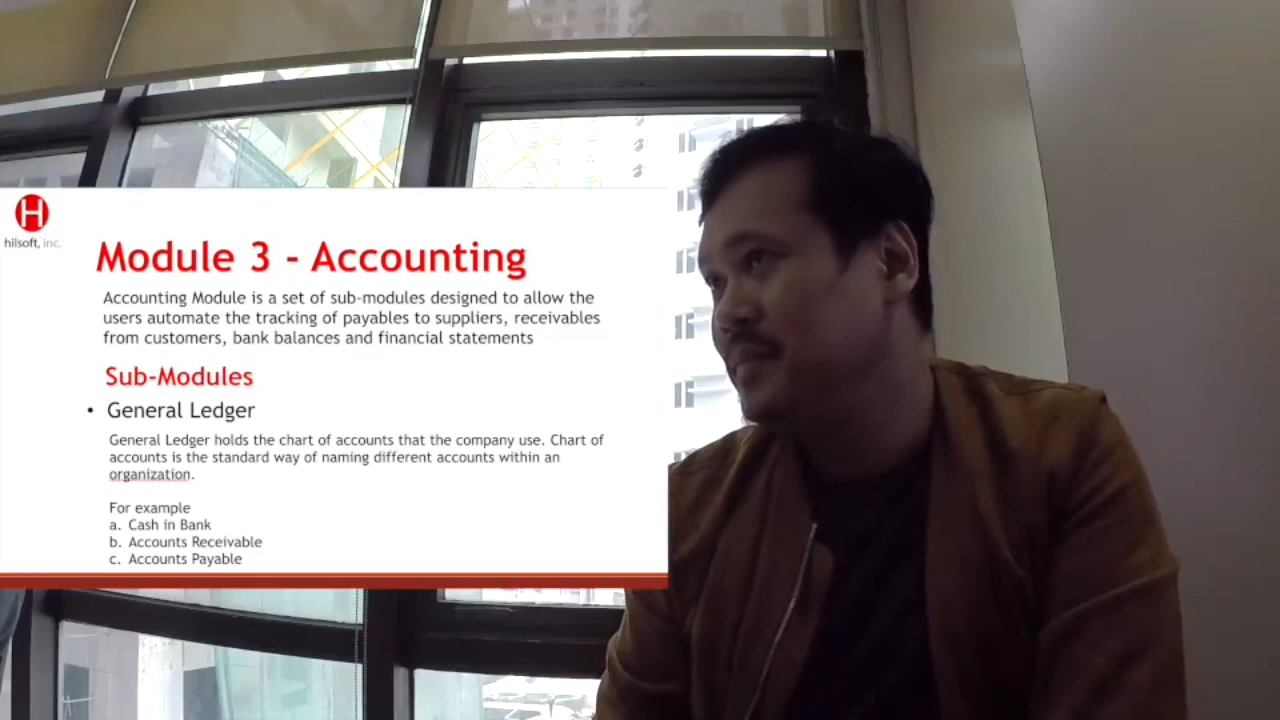 H
hilsoft, inc.
Module 3 - Accounting
Accounting Module is a set of sub-modules designed to allow the
users automate the tracking of payables to suppliers, receivables
from customers, bank balances and financial statements
Sub-Modules
• General Ledger
General Ledger holds the chart of accounts that the company use. Chart of
accounts is the standard way of naming different accounts within an
organization.
For example
a. Cash in Bank
b. Accounts Receivable
c. Accounts Payable